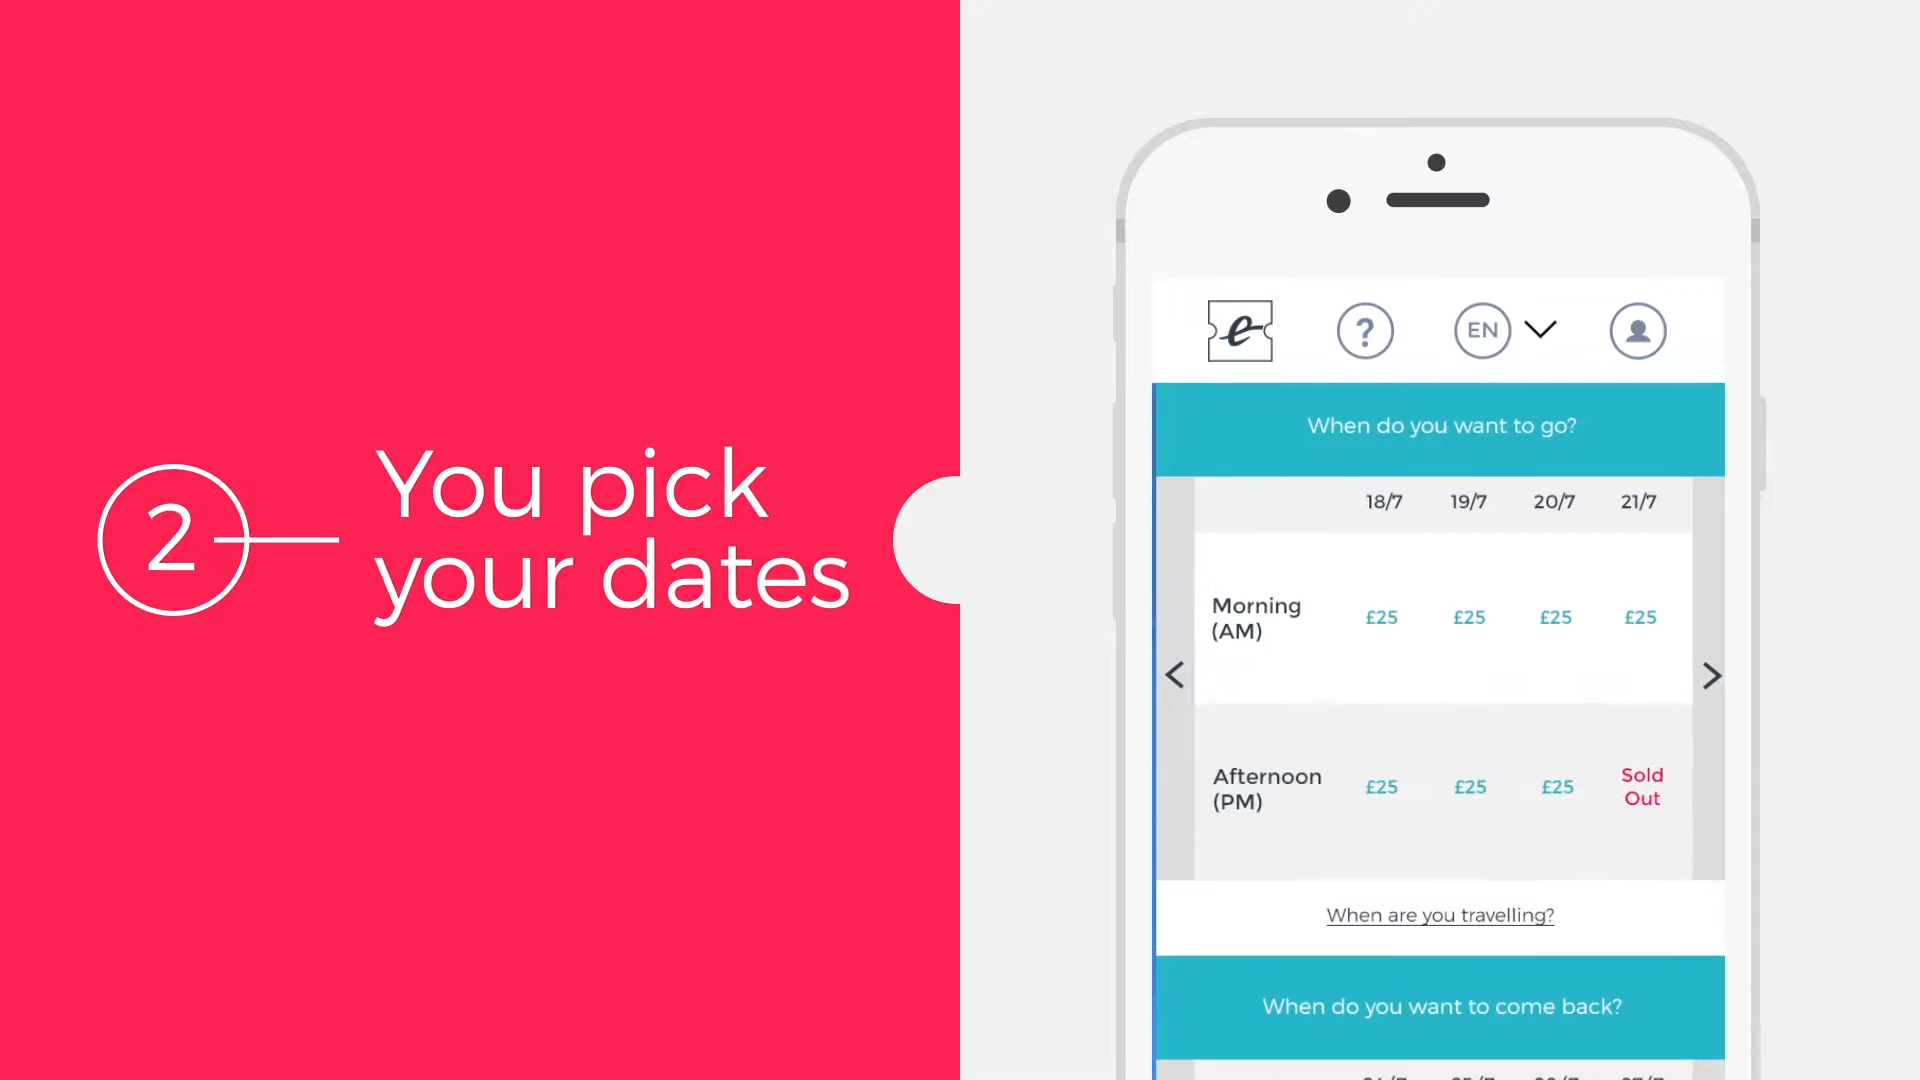 2
You pick
your dates
e
?
EN
When do you want to go?
18/7 19/7 20/7 21/7
Morning
(AM)
£25 £25 £25 £25
Afternoon
(PM)
£25 £25 £25
Sold
Out
When are you travelling?
When do you want to come back?